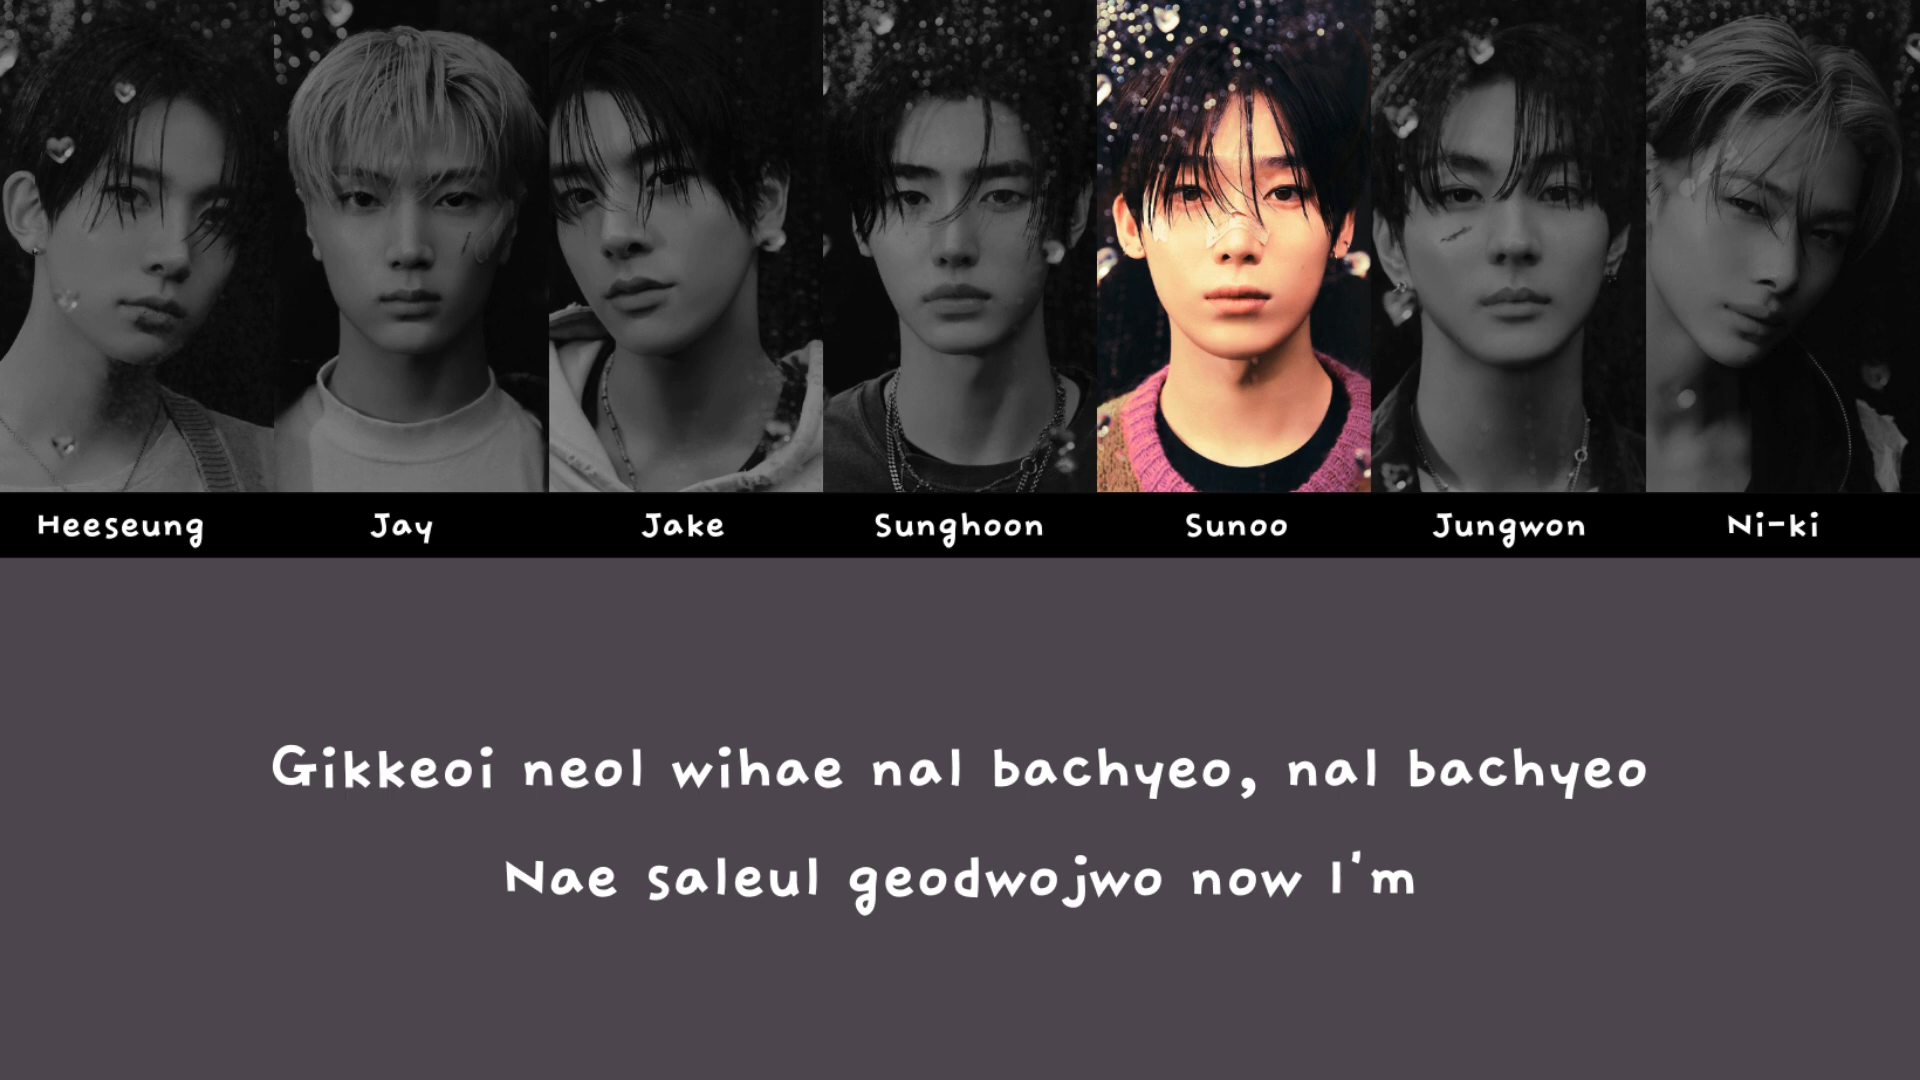 Heeseung Jay Jake Sunghoon Sunoo Jungwon Ni-ki
Gikkeoi neol wihae nal bachyeo, nal bachyeo
Nae saleul geodwojwo now I'm